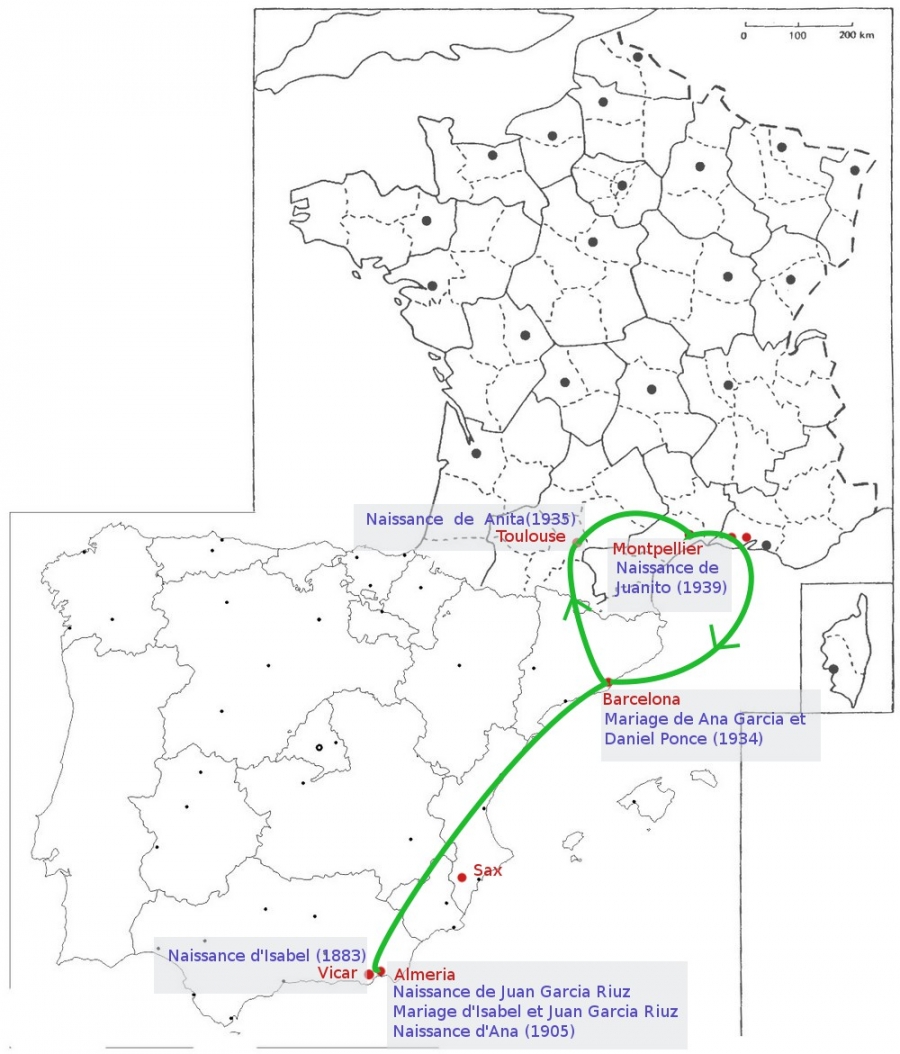 0 100 200 km
Naissance de Anita(1935)
Toulouse
Montpellier
Naissance de
Juanito (1939)
Barcelona
Mariage de Ana Garcia et
Daniel Ponce (1934)
Sax
Naissance d'Isabel (1883)
Vicar
Almeria
Naissance de Juan Garcia Riuz
Mariage d'Isabel et Juan Garcia Riuz
Naissance d'Ana (1905)